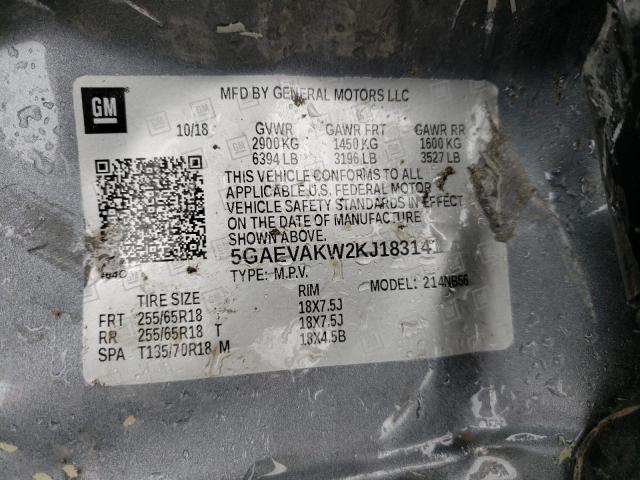 MFD BY GENERAL MOTORS LLC
GM
10/18 GVWR GAWR FRT GAWR RR
2900 KG 1450 KG 1600 KG
6394 LB 3196 LB 3527 LB
THIS VEHICLE CONFORMS TO ALL
APPLICABLE U.S. FEDERAL MOTOR
VEHICLE SAFETY STANDARDS IN EFFECT
ON THE DATE OF MANUFACTURE
SHOWN ABOVE.
5GAEVAKW2KJ183141
TYPE: M.P.V. MODEL: 214NB56
TIRE SIZE RIM
FRT 255/65R18 18X7.5J
RR 255/65R18 T 18X7.5J
SPA T135/70R18 M 18X4.5B